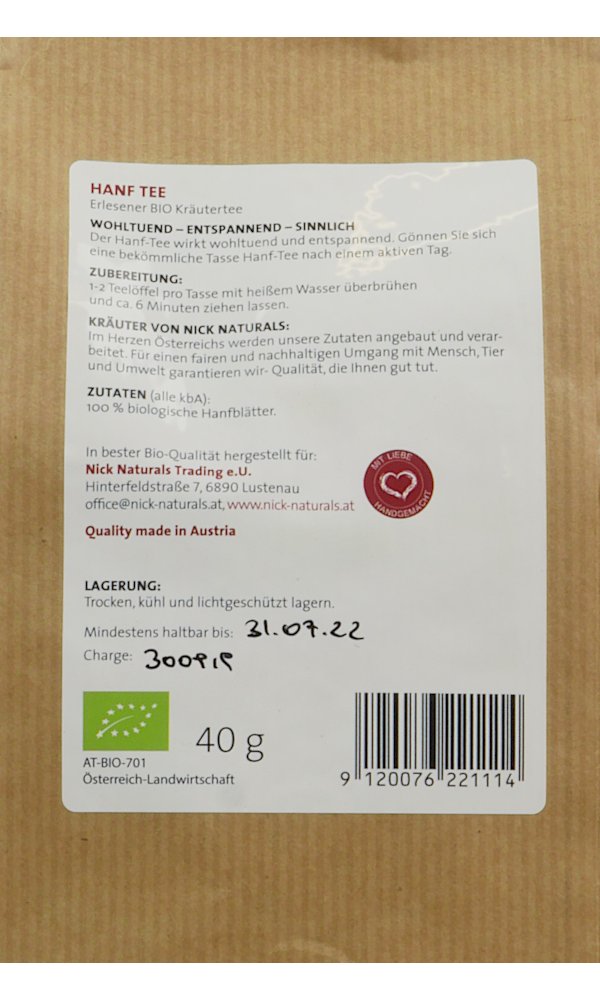 HANF TEE
Erlesener BIO Kräutertee
WOHLTUEND – ENTSPANNEND – SINNLICH
Der Hanf-Tee wirkt wohltuend und entspannend. Gönnen Sie sich
eine bekömmliche Tasse Hanf-Tee nach einem aktiven Tag.
ZUBEREITUNG:
1-2 Teelöffel pro Tasse mit heißem Wasser überbrühen
und ca. 6 Minuten ziehen lassen.
KRÄUTER VON NICK NATURALS:
Im Herzen Österreichs werden unsere Zutaten angebaut und verar-
beitet. Für einen fairen und nachhaltigen Umgang mit Mensch, Tier
und Umwelt garantieren wir- Qualität, die Ihnen gut tut.
ZUTATEN (alle kbA):
100 % biologische Hanfblätter.
In bester Bio-Qualität hergestellt für:
Nick Naturals Trading e.U.
Hinterfeldstraße 7, 6890 Lustenau
office@nick-naturals.at, www.nick-naturals.at
MIT LIEBE
HANDGEMACHT
Quality made in Austria
LAGERUNG:
Trocken, kühl und lichtgeschützt lagern.
Mindestens haltbar bis: 31.07.22
Charge: 300919
40 g
AT-BIO-701
Österreich-Landwirtschaft
9 120076 221114